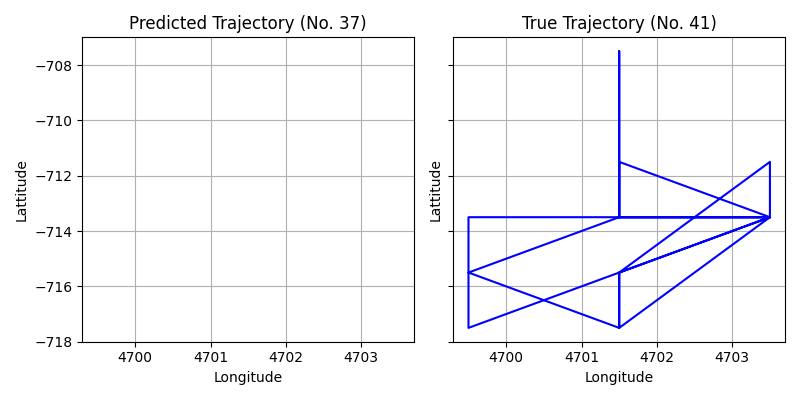 Predicted Trajectory (No. 37)
True Trajectory (No. 41)
−708
−710
−712
−714
−716
−718
Lattitude
Lattitude
4700 4701 4702 4703
4700 4701 4702 4703
Longitude
Longitude